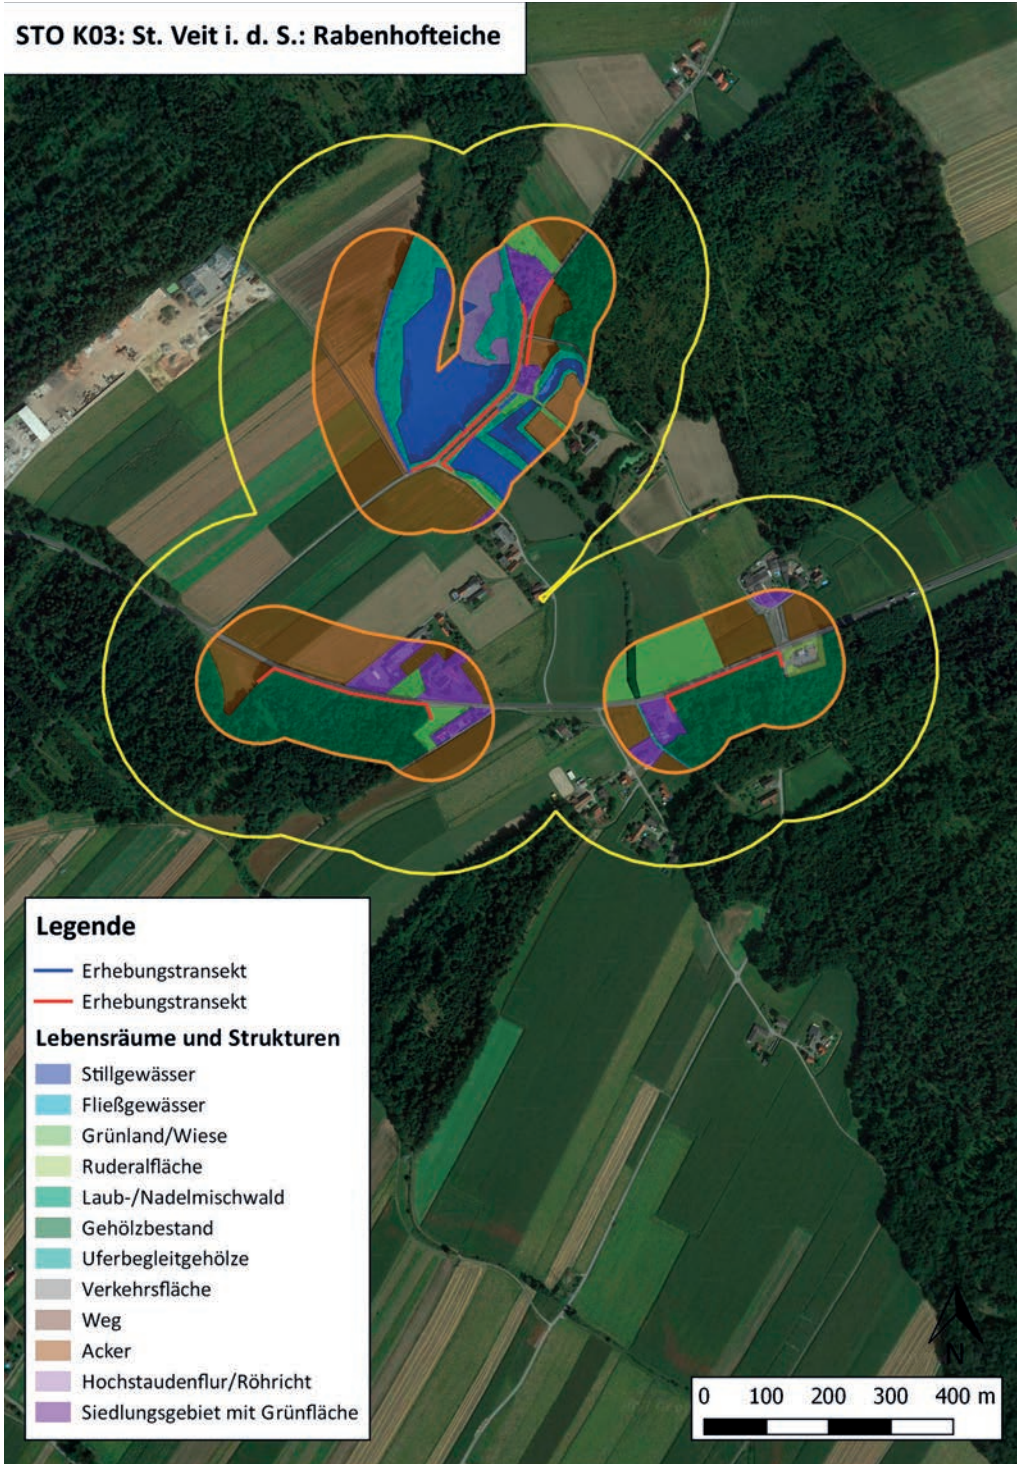 STO K03: St. Veit i. d. S.: Rabenhofteiche
Legende
Erhebungstransekt
Erhebungstransekt
Lebensräume und Strukturen
Stillgewässer
Fließgewässer
Grünland/Wiese
Ruderalfläche
Laub-/Nadelmischwald
Gehölzbestand
Uferbegleitgehölze
Verkehrsfläche
Weg
Acker
Hochstaudenflur/Röhricht
Siedlungsgebiet mit Grünfläche
N
0 100 200 300 400 m